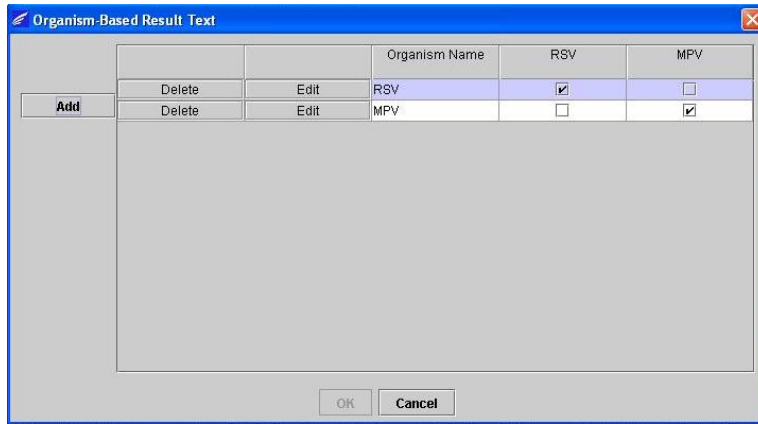 Organism-Based Result Text
Organism Name RSV MPV
Delete Edit RSV
Add
Delete Edit MPV
OK Cancel